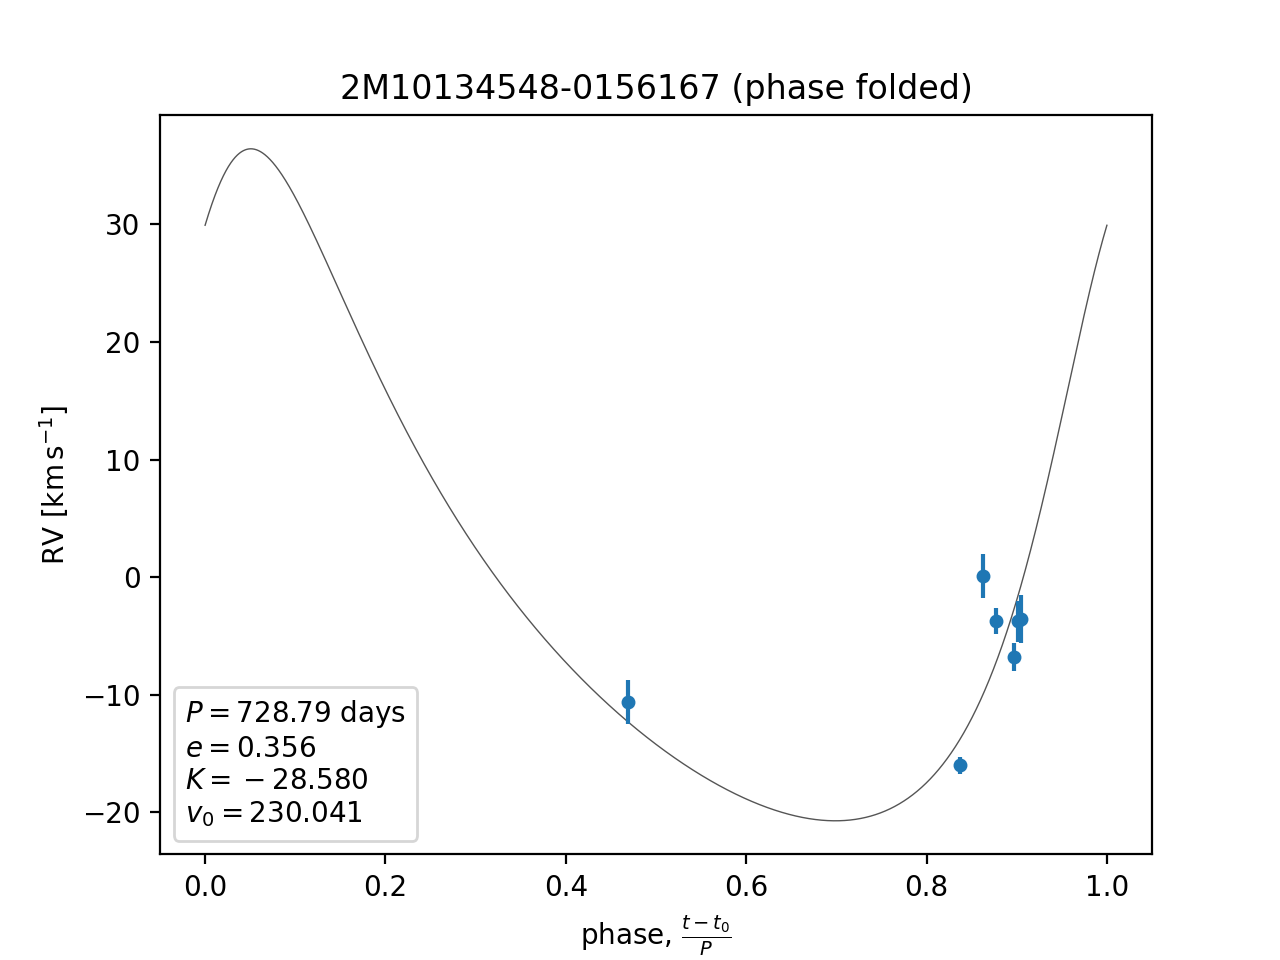 2M10134548-0156167 (phase folded)
RV [km s⁻¹]
30
20
10
0
−10
−20
P = 728.79 days
e = 0.356
K = −28.580
v₀ = 230.041
0.0 0.2 0.4 0.6 0.8 1.0
phase, (t − t₀)/P